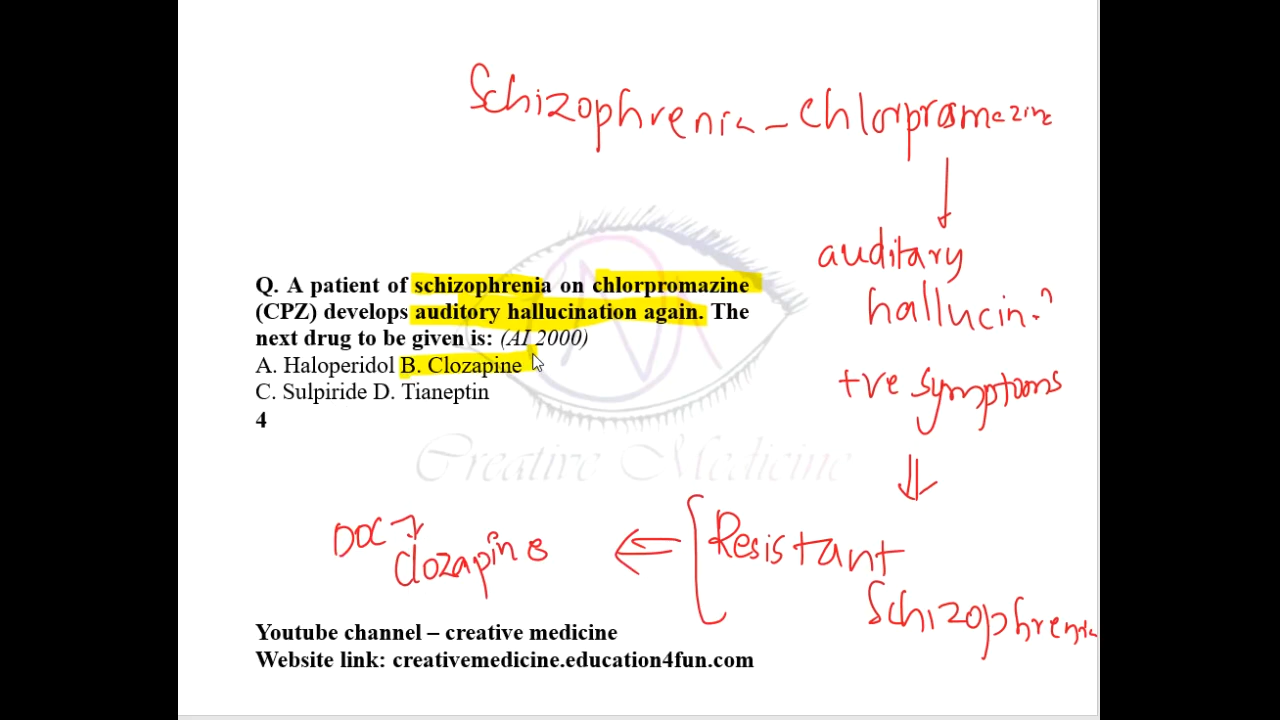 Schizophrenia - chlorpromazine
auditary
hallucin?
+ve symptoms
Q. A patient of schizophrenia on chlorpromazine
(CPZ) develops auditory hallucination again. The
next drug to be given is: (AI 2000)
A. Haloperidol B. Clozapine
C. Sulpiride D. Tianeptin
4
Creative Medicine
DOC → Clozapine
Resistant
Schizophrenia
Youtube channel – creative medicine
Website link: creativemedicine.education4fun.com